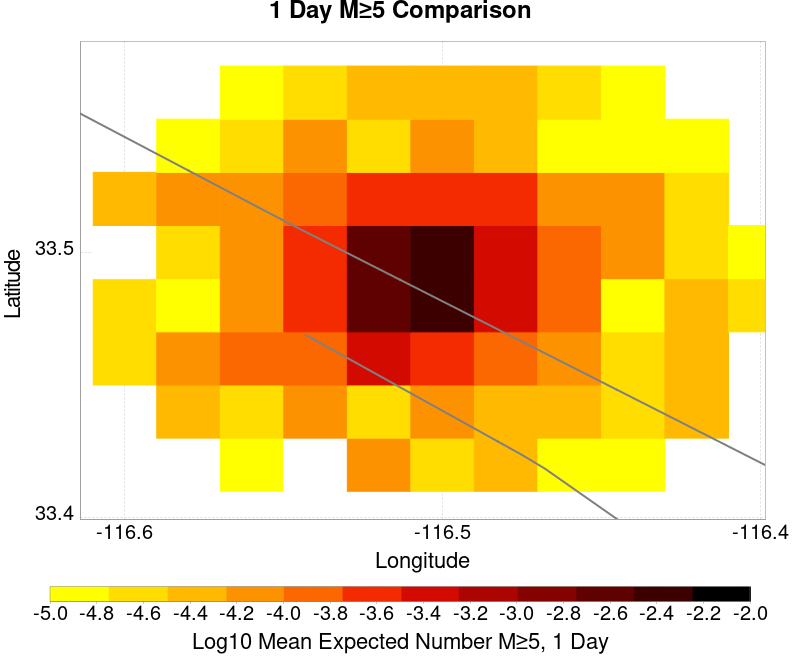 1 Day M≥5 Comparison
Latitude
33.5
33.4
-116.6 -116.5 -116.4
Longitude
-5.0 -4.8 -4.6 -4.4 -4.2 -4.0 -3.8 -3.6 -3.4 -3.2 -3.0 -2.8 -2.6 -2.4 -2.2 -2.0
Log10 Mean Expected Number M≥5, 1 Day